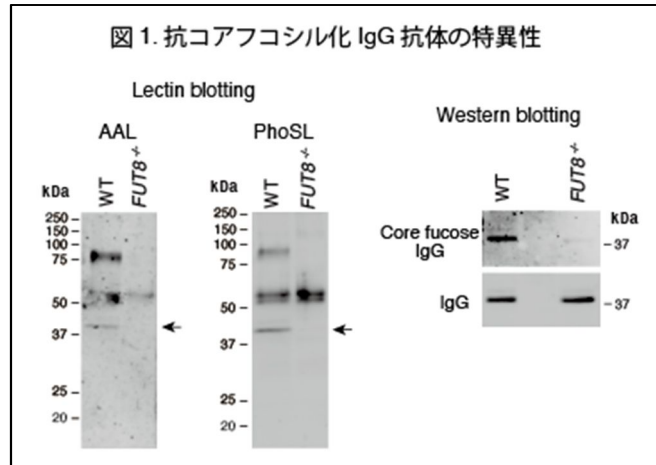 図 1. 抗コアフコシル化 IgG 抗体の特異性
Lectin blotting
AAL
PhoSL
kDa
WT
FUT8-/-
250
150
100
75
50
37
25
20
kDa
WT
FUT8-/-
250
150
100
75
50
37
25
20
Western blotting
WT
FUT8-/-
kDa
Core fucose
IgG
37
IgG
37